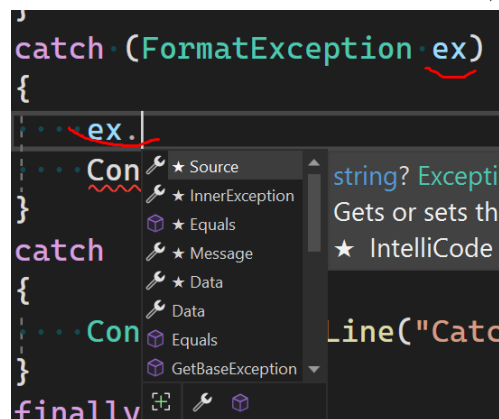 }
catch (FormatException ex)
{
ex.
Con
★ Source
string? Excepti
★ InnerException
Gets or sets th
★ Equals
★ IntelliCode
★ Message
★ Data
Data
Equals
GetBaseException
}
catch
{
Con Line("Catc
}
finally